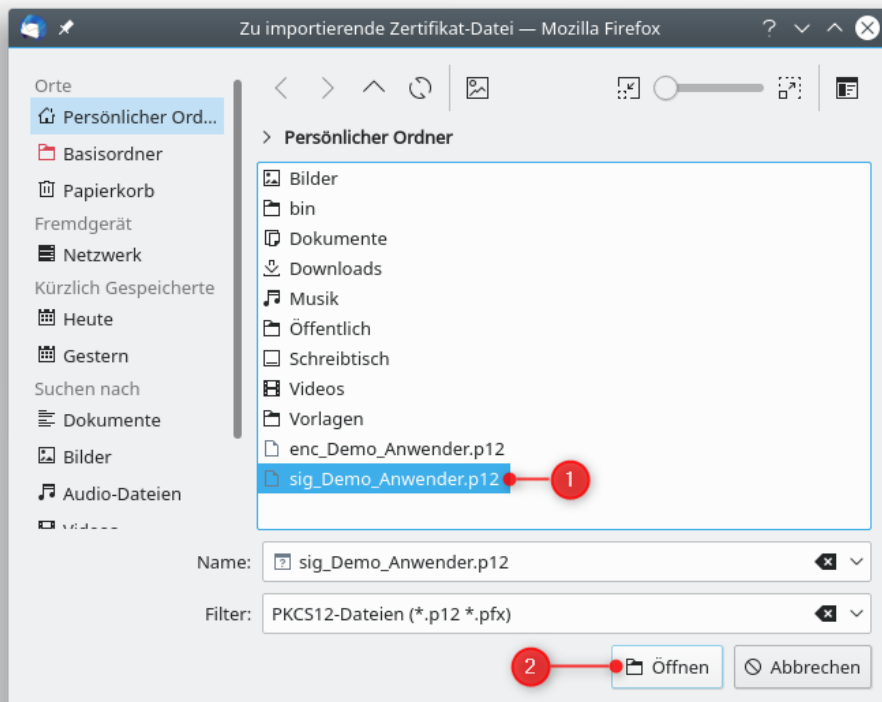 Zu importierende Zertifikat-Datei — Mozilla Firefox
Orte
Persönlicher Ord...
Basisordner
Papierkorb
Fremdgerät
Netzwerk
Kürzlich Gespeicherte
Heute
Gestern
Suchen nach
Dokumente
Bilder
Audio-Dateien
Videos
Persönlicher Ordner
Bilder
bin
Dokumente
Downloads
Musik
Öffentlich
Schreibtisch
Videos
Vorlagen
enc_Demo_Anwender.p12
sig_Demo_Anwender.p12
1
Name: sig_Demo_Anwender.p12
Filter: PKCS12-Dateien (*.p12 *.pfx)
2 Öffnen Abbrechen